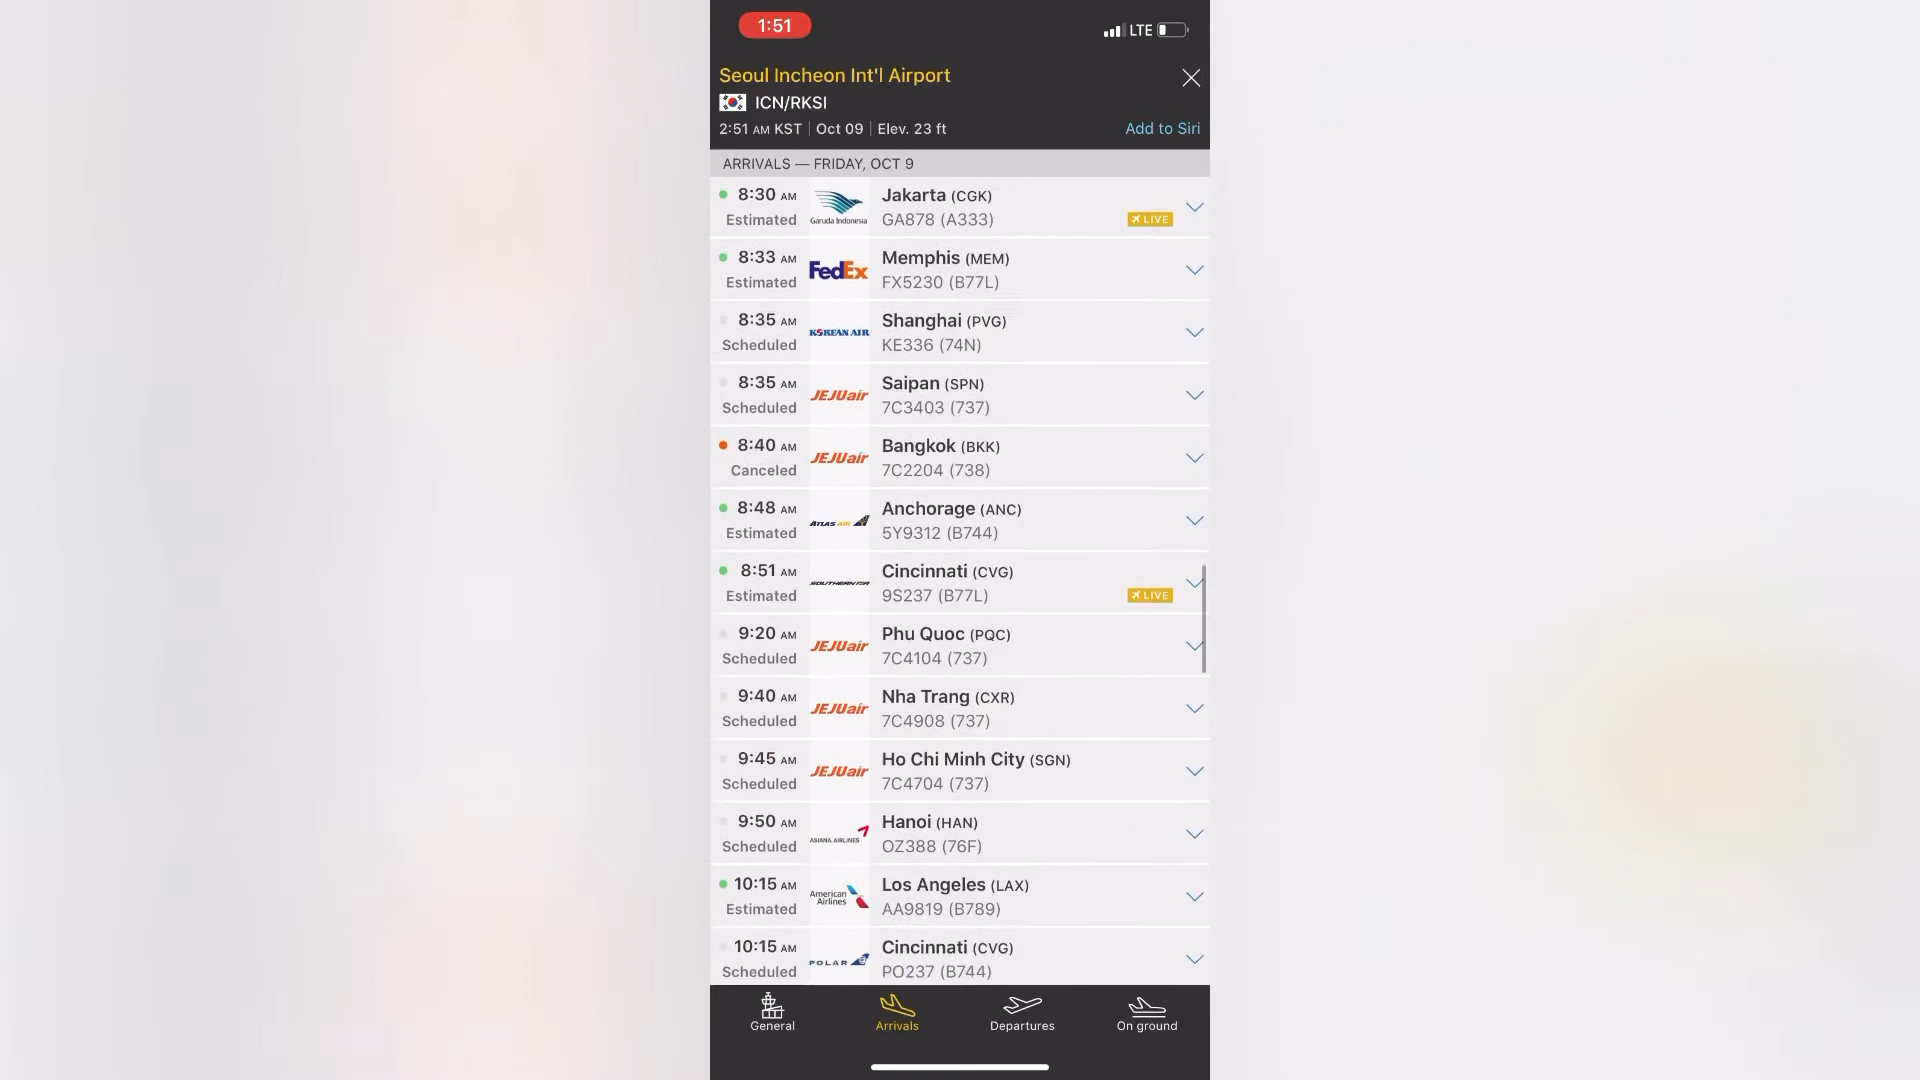 1:51
LTE
Seoul Incheon Int'l Airport
ICN/RKSI
2:51 AM KST | Oct 09 | Elev. 23 ft
Add to Siri
ARRIVALS — FRIDAY, OCT 9
8:30 AM
Estimated
Garuda Indonesia
Jakarta (CGK)
GA878 (A333)
LIVE
8:33 AM
Estimated
FedEx
Memphis (MEM)
FX5230 (B77L)
8:35 AM
Scheduled
KOREAN AIR
Shanghai (PVG)
KE336 (74N)
8:35 AM
Scheduled
JEJUair
Saipan (SPN)
7C3403 (737)
8:40 AM
Canceled
JEJUair
Bangkok (BKK)
7C2204 (738)
8:48 AM
Estimated
ATLAS AIR
Anchorage (ANC)
5Y9312 (B744)
8:51 AM
Estimated
SOUTHERN AIR
Cincinnati (CVG)
9S237 (B77L)
LIVE
9:20 AM
Scheduled
JEJUair
Phu Quoc (PQC)
7C4104 (737)
9:40 AM
Scheduled
JEJUair
Nha Trang (CXR)
7C4908 (737)
9:45 AM
Scheduled
JEJUair
Ho Chi Minh City (SGN)
7C4704 (737)
9:50 AM
Scheduled
ASIANA AIRLINES
Hanoi (HAN)
OZ388 (76F)
10:15 AM
Estimated
American
Airlines
Los Angeles (LAX)
AA9819 (B789)
10:15 AM
Scheduled
POLAR
Cincinnati (CVG)
PO237 (B744)
General
Arrivals
Departures
On ground